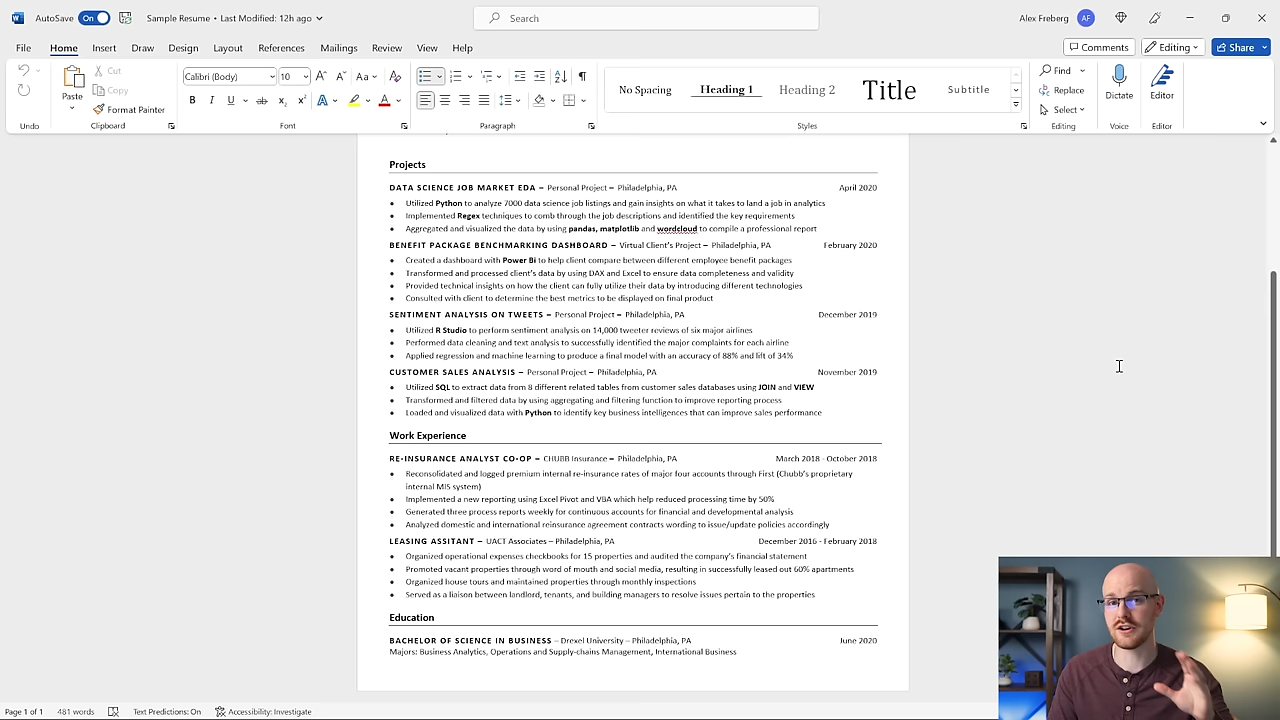 AutoSave On Sample Resume • Last Modified: 12h ago Search Alex Freberg AF
File Home Insert Draw Design Layout References Mailings Review View Help Comments Editing Share
Paste Cut Copy Format Painter
Calibri (Body) 10
No Spacing Heading 1 Heading 2 Title Subtitle
Find Replace Select
Dictate Editor
Undo Clipboard Font Paragraph Styles Editing Voice Editor
Projects
DATA SCIENCE JOB MARKET EDA – Personal Project – Philadelphia, PA April 2020
• Utilized Python to analyze 7000 data science job listings and gain insights on what it takes to land a job in analytics
• Implemented Regex techniques to comb through the job descriptions and identified the key requirements
• Aggregated and visualized the data by using pandas, matplotlib and wordcloud to compile a professional report
BENEFIT PACKAGE BENCHMARKING DASHBOARD – Virtual Client's Project – Philadelphia, PA February 2020
• Created a dashboard with Power Bi to help client compare between different employee benefit packages
• Transformed and processed client's data by using DAX and Excel to ensure data completeness and validity
• Provided technical insights on how the client can fully utilize their data by introducing different technologies
• Consulted with client to determine the best metrics to be displayed on final product
SENTIMENT ANALYSIS ON TWEETS – Personal Project – Philadelphia, PA December 2019
• Utilized R Studio to perform sentiment analysis on 14,000 tweeter reviews of six major airlines
• Performed data cleaning and text analysis to successfully identified the major complaints for each airline
• Applied regression and machine learning to produce a final model with an accuracy of 88% and lift of 34%
CUSTOMER SALES ANALYSIS – Personal Project – Philadelphia, PA November 2019
• Utilized SQL to extract data from 8 different related tables from customer sales databases using JOIN and VIEW
• Transformed and filtered data by using aggregating and filtering function to improve reporting process
• Loaded and visualized data with Python to identify key business intelligences that can improve sales performance
Work Experience
RE-INSURANCE ANALYST CO-OP – CHUBB Insurance – Philadelphia, PA March 2018 - October 2018
• Reconsolidated and logged premium internal re-insurance rates of major four accounts through First (Chubb's proprietary
internal MIS system)
• Implemented a new reporting using Excel Pivot and VBA which help reduced processing time by 50%
• Generated three process reports weekly for continuous accounts for financial and developmental analysis
• Analyzed domestic and international reinsurance agreement contracts wording to issue/update policies accordingly
LEASING ASSITANT – UACT Associates – Philadelphia, PA December 2016 - February 2018
• Organized operational expenses checkbooks for 15 properties and audited the company's financial statement
• Promoted vacant properties through word of mouth and social media, resulting in successfully leased out 60% apartments
• Organized house tours and maintained properties through monthly inspections
• Served as a liaison between landlord, tenants, and building managers to resolve issues pertain to the properties
Education
BACHELOR OF SCIENCE IN BUSINESS – Drexel University – Philadelphia, PA June 2020
Majors: Business Analytics, Operations and Supply-chains Management, International Business
Page 1 of 1 481 words Text Predictions: On Accessibility: Investigate